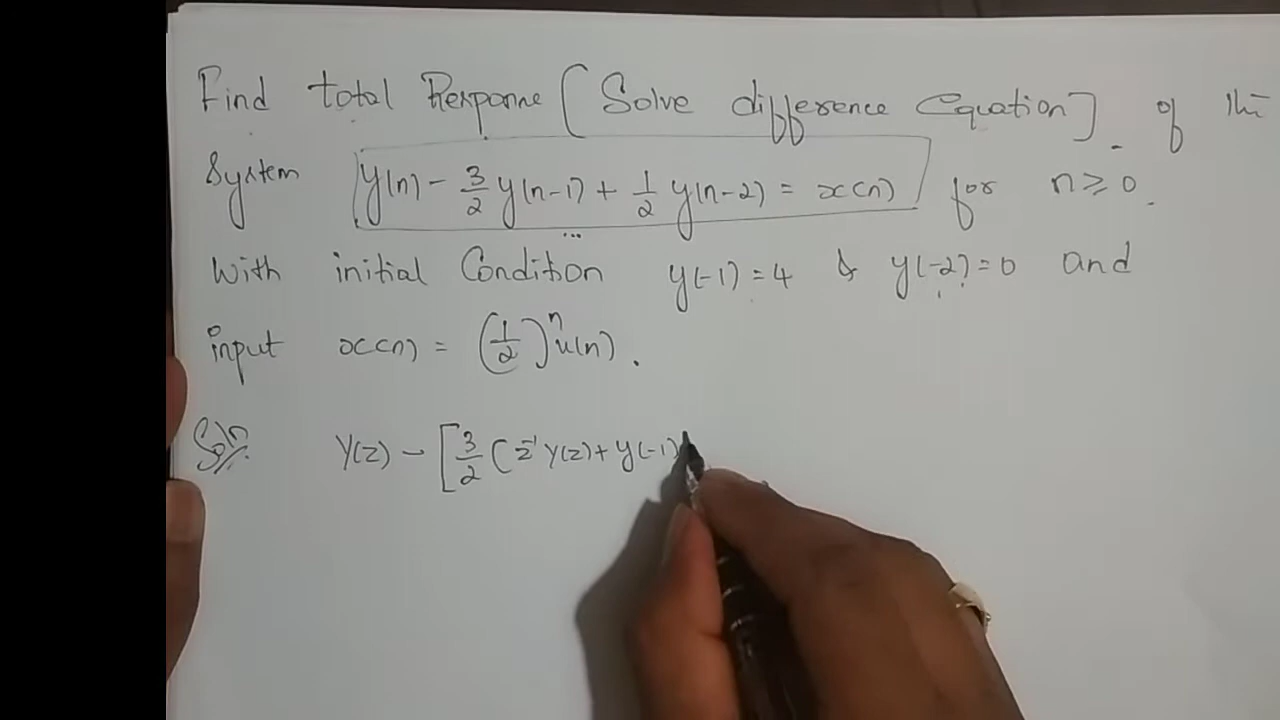 Find total Response [Solve difference Equation] of the
System y(n) - 3/2 y(n-1) + 1/2 y(n-2) = x(n) for n ≥ 0.
With initial Condition y(-1) = 4 & y(-2) = 0 and
input x(n) = (1/2)^n u(n).
Soln Y(z) - [3/2 (z^-1 Y(z) + y(-1)